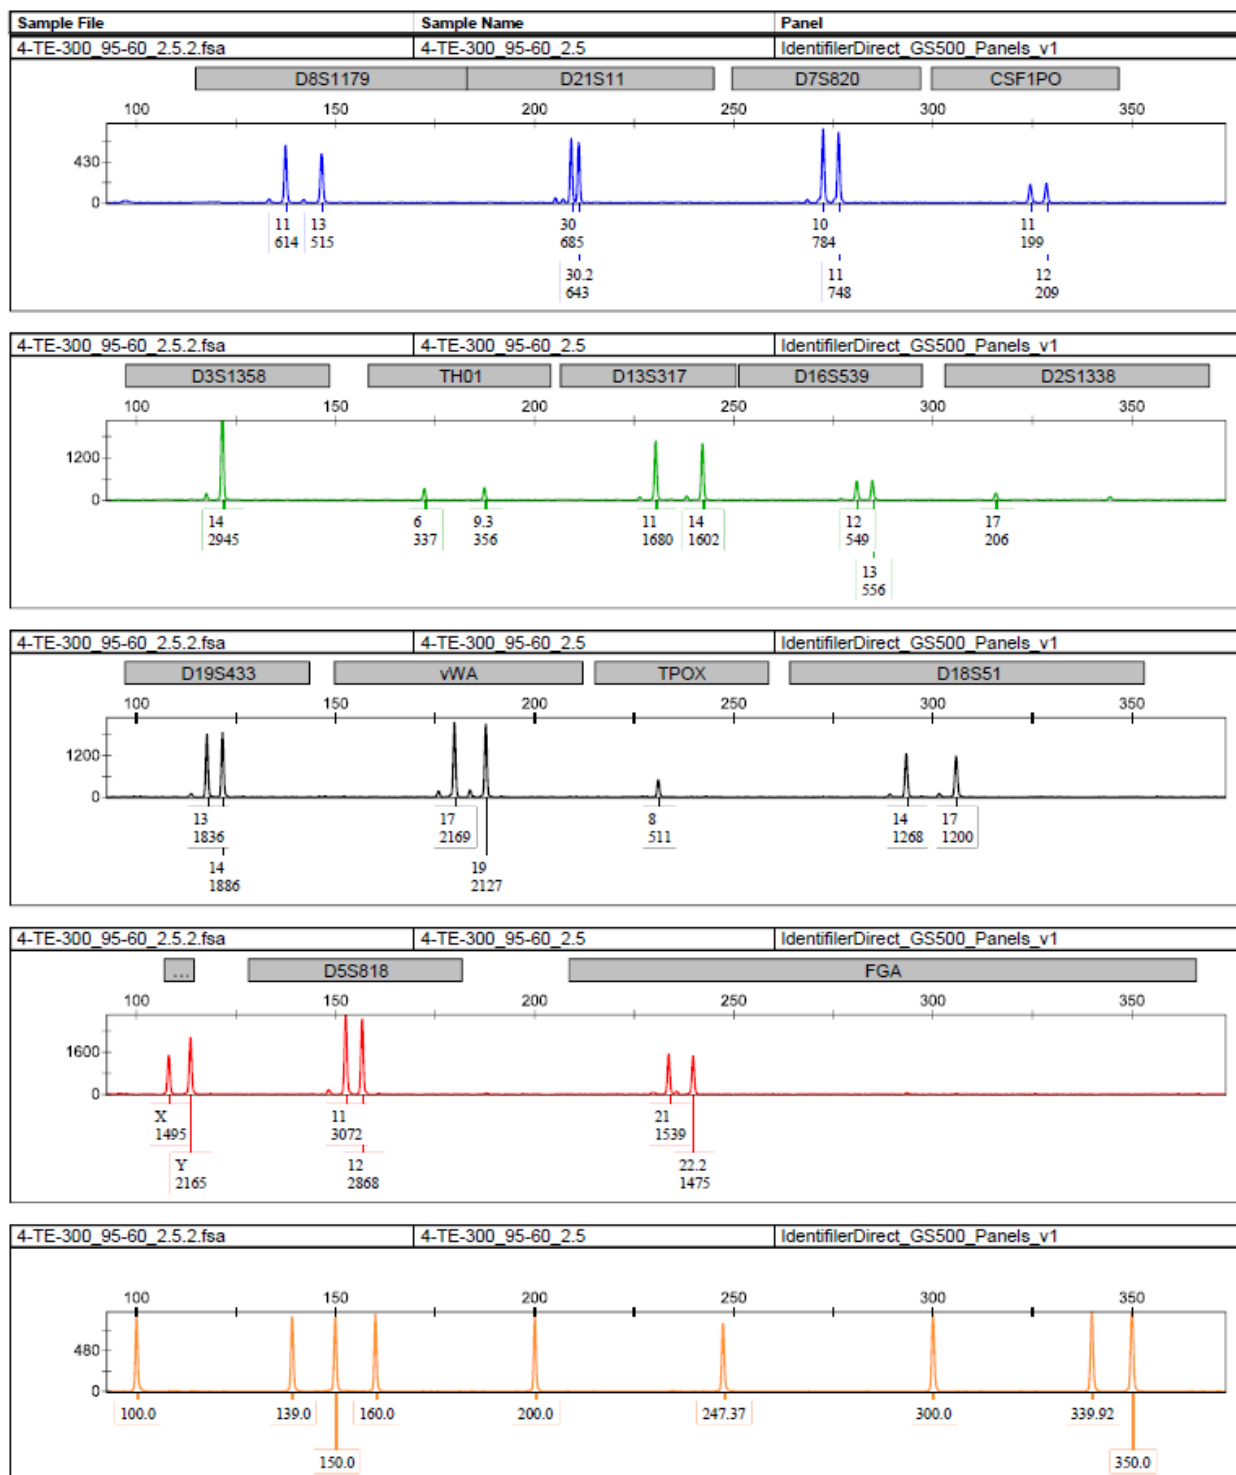 Sample File Sample Name Panel
4-TE-300_95-60_2.5.2.fsa 4-TE-300_95-60_2.5 IdentifilerDirect_GS500_Panels_v1
D8S1179 D21S11 D7S820 CSF1PO
100 150 200 250 300 350
430
0
11 13 30 10 11
614 515 685 784 199
30.2 11 12
643 748 209
4-TE-300_95-60_2.5.2.fsa 4-TE-300_95-60_2.5 IdentifilerDirect_GS500_Panels_v1
D3S1358 TH01 D13S317 D16S539 D2S1338
100 150 200 250 300 350
1200
0
14 6 9.3 11 14 12 17
2945 337 356 1680 1602 549 206
13
556
4-TE-300_95-60_2.5.2.fsa 4-TE-300_95-60_2.5 IdentifilerDirect_GS500_Panels_v1
D19S433 vWA TPOX D18S51
100 150 200 250 300 350
1200
0
13 17 8 14 17
1836 2169 511 1268 1200
14 19
1886 2127
4-TE-300_95-60_2.5.2.fsa 4-TE-300_95-60_2.5 IdentifilerDirect_GS500_Panels_v1
... D5S818 FGA
100 150 200 250 300 350
1600
0
X 11 21
1495 3072 1539
Y 12 22.2
2165 2868 1475
4-TE-300_95-60_2.5.2.fsa 4-TE-300_95-60_2.5 IdentifilerDirect_GS500_Panels_v1
100 150 200 250 300 350
480
0
100.0 139.0 160.0 200.0 247.37 300.0 339.92
150.0 350.0